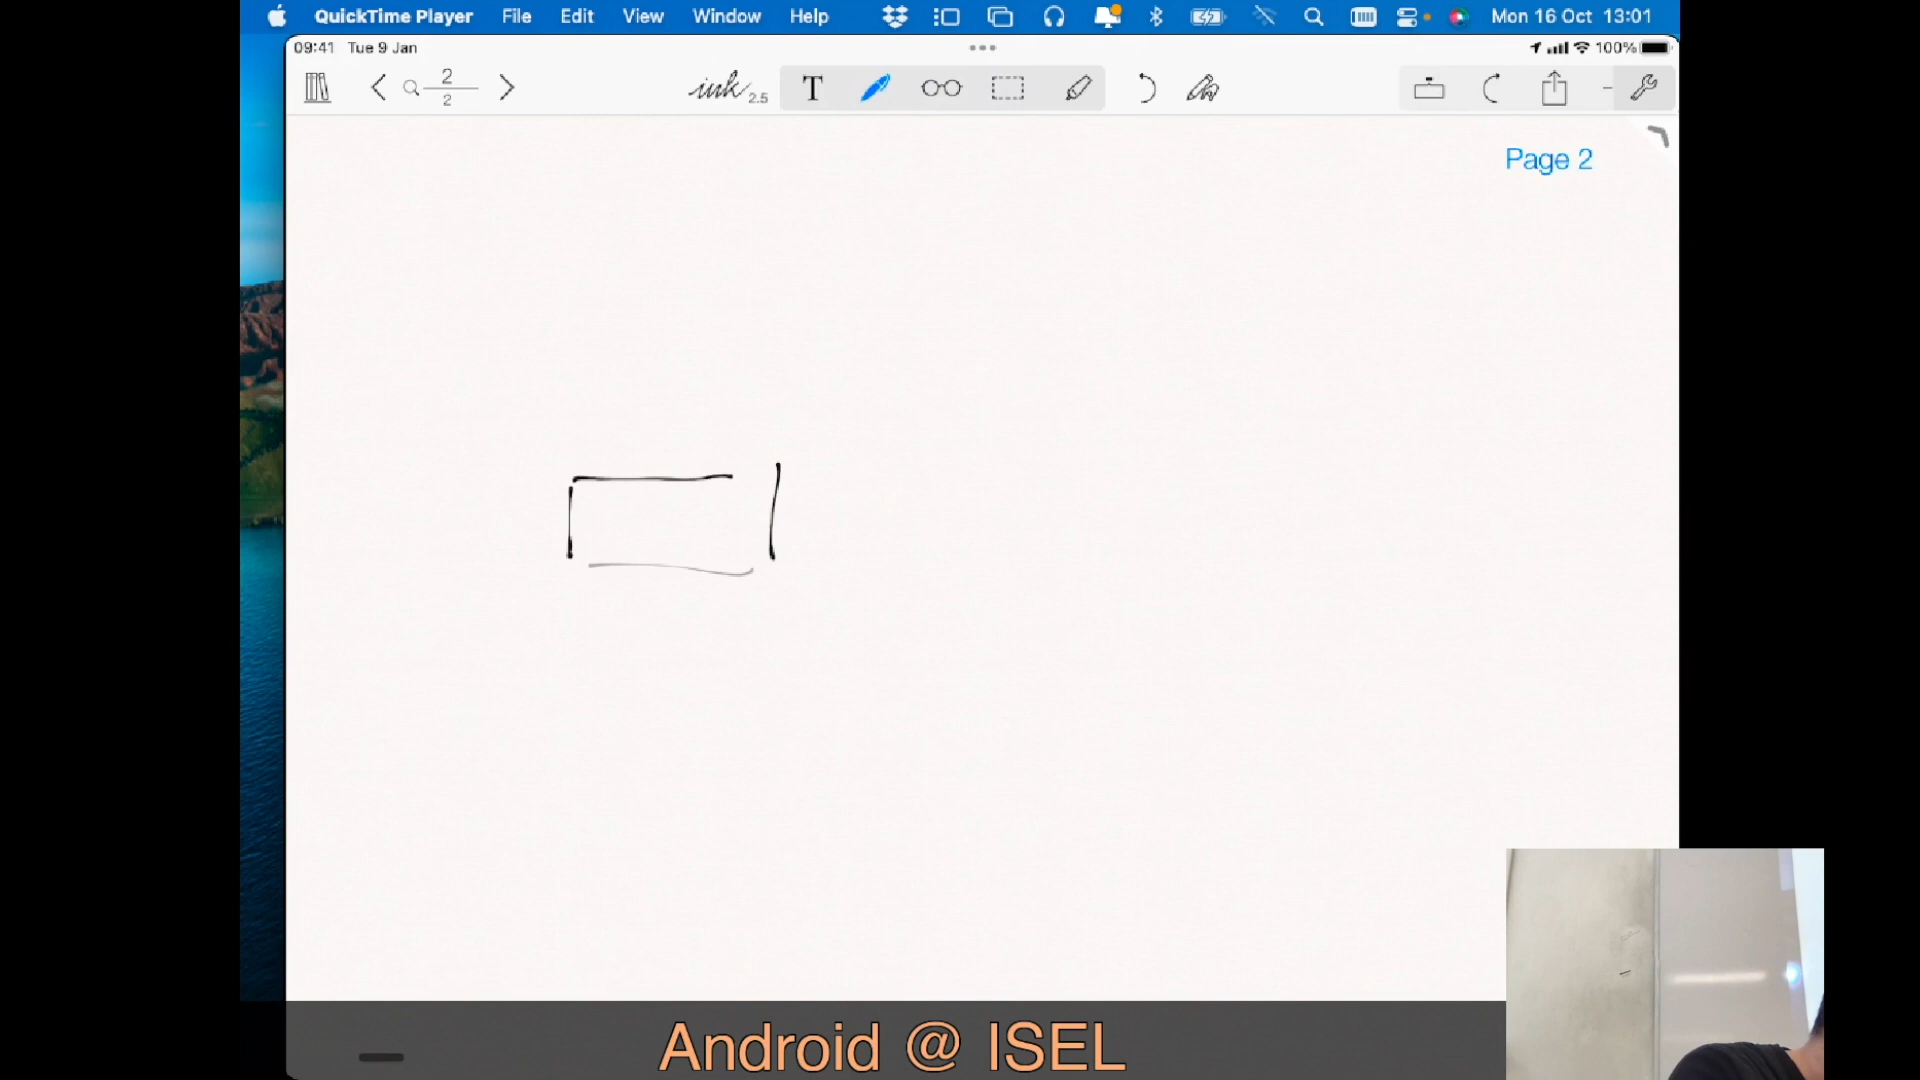 QuickTime Player File Edit View Window Help Mon 16 Oct 13:01
09:41 Tue 9 Jan 100%
2
2
ink 2.5 T
Page 2
Android @ ISEL